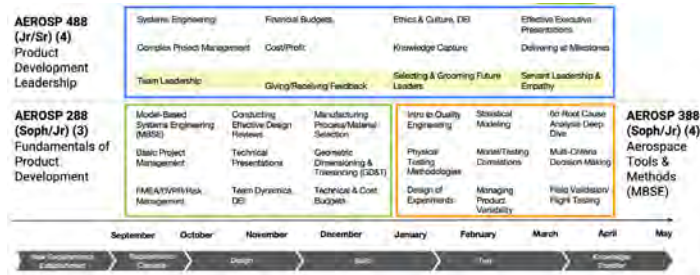 AEROSP 488
(Jr/Sr) (4)
Product
Development
Leadership
Systems Engineering
Financial Budgets
Ethics & Culture, DEI
Effective Executive
Presentations
Complex Project Management
Cost/Profit
Knowledge Capture
Delivering at Milestones
Team Leadership
Giving/Receiving Feedback
Selecting & Grooming Future
Leaders
Servant Leadership &
Empathy
AEROSP 288
(Soph/Jr) (3)
Fundamentals of
Product
Development
Model-Based
Systems Engineering
(MBSE)
Conducting
Effective Design
Reviews
Manufacturing
Process/Material
Selection
Basic Project
Management
Technical
Presentations
Geometric
Dimensioning &
Tolerancing (GD&T)
FMEA/DVPR/Risk
Management
Team Dynamics,
DEI
Technical & Cost
Budgets
Intro to Quality
Engineering
Statistical
Modeling
Root Cause
Analysis Deep
Dive
Physical
Testing
Methodologies
Model/Testing
Correlations
Multi-Criteria
Decision Making
Design of
Experiments
Managing
Product
Variability
Field Validation/
Flight Testing
AEROSP 388
(Soph/Jr) (4)
Aerospace
Tools &
Methods
(MBSE)
September October November December January February March April May
Design
Test
Knowledge